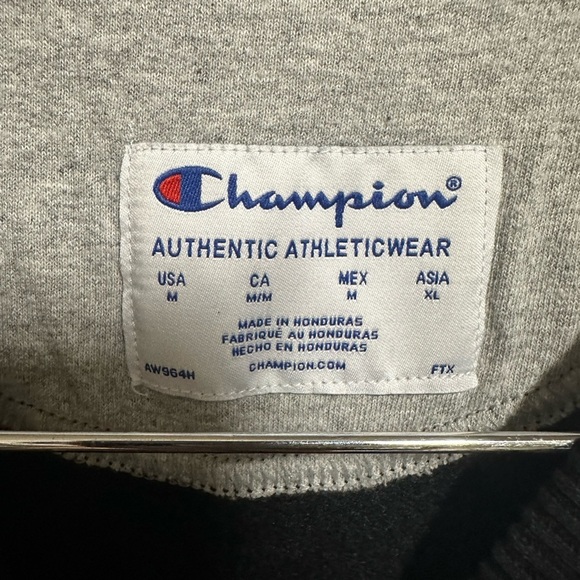 Champion®
AUTHENTIC ATHLETICWEAR
USA CA MEX ASIA
M M/M M XL
MADE IN HONDURAS
FABRIQUÉ AU HONDURAS
HECHO EN HONDURAS
AW964H CHAMPION.COM FTX